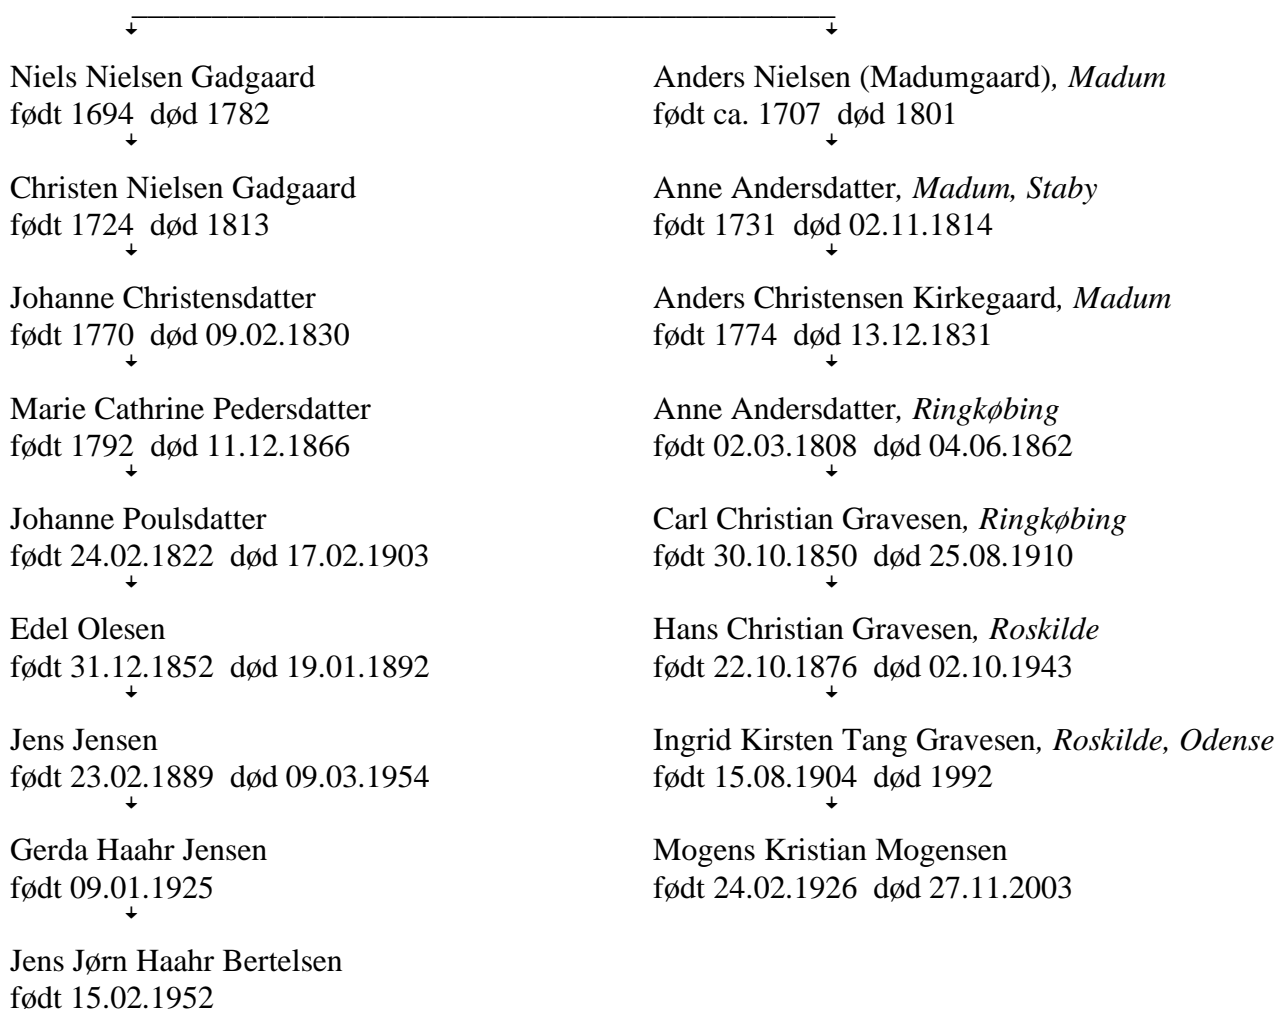 Niels Nielsen Gadgaard
født 1694  død 1782
Christen Nielsen Gadgaard
født 1724  død 1813
Johanne Christensdatter
født 1770  død 09.02.1830
Marie Cathrine Pedersdatter
født 1792  død 11.12.1866
Johanne Poulsdatter
født 24.02.1822  død 17.02.1903
Edel Olesen
født 31.12.1852  død 19.01.1892
Jens Jensen
født 23.02.1889  død 09.03.1954
Gerda Haahr Jensen
født 09.01.1925
Jens Jørn Haahr Bertelsen
født 15.02.1952
Anders Nielsen (Madumgaard), Madum
født ca. 1707  død 1801
Anne Andersdatter, Madum, Staby
født 1731  død 02.11.1814
Anders Christensen Kirkegaard, Madum
født 1774  død 13.12.1831
Anne Andersdatter, Ringkøbing
født 02.03.1808  død 04.06.1862
Carl Christian Gravesen, Ringkøbing
født 30.10.1850  død 25.08.1910
Hans Christian Gravesen, Roskilde
født 22.10.1876  død 02.10.1943
Ingrid Kirsten Tang Gravesen, Roskilde, Odense
født 15.08.1904  død 1992
Mogens Kristian Mogensen
født 24.02.1926  død 27.11.2003